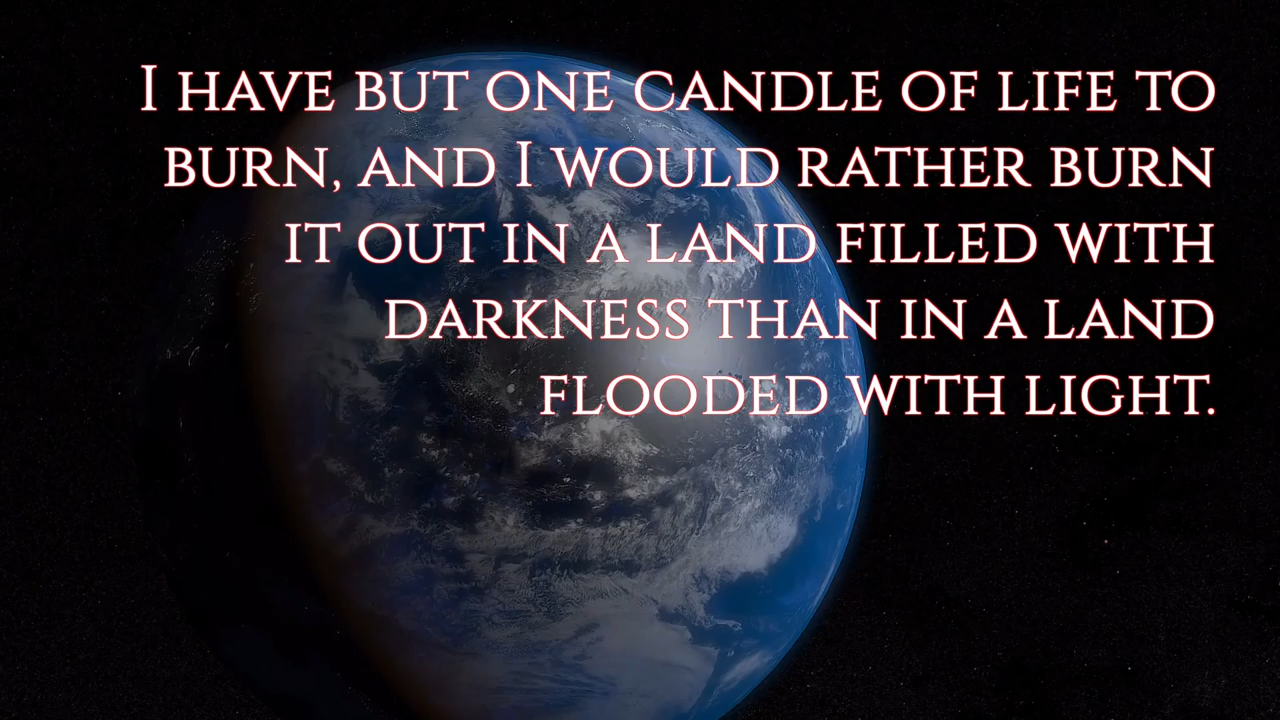 I have but one candle of life to
burn, and I would rather burn
it out in a land filled with
darkness than in a land
flooded with light.